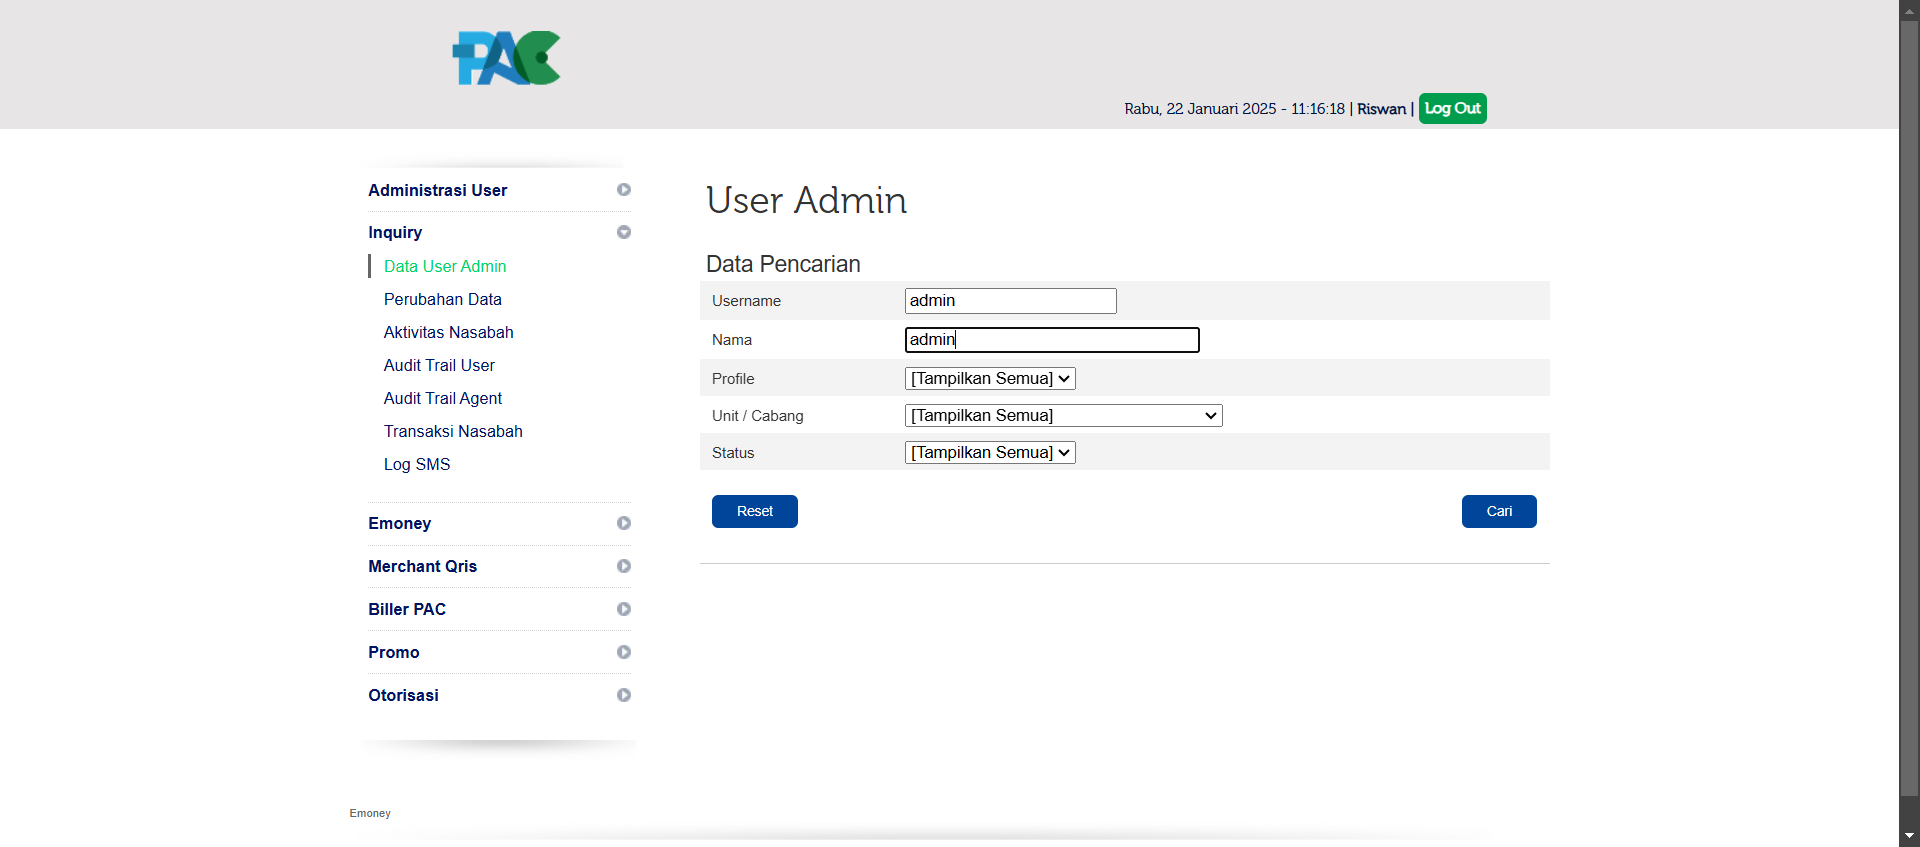 PAC
Rabu, 22 Januari 2025 - 11:16:18 | Riswan | Log Out
Administrasi User
Inquiry
Data User Admin
Perubahan Data
Aktivitas Nasabah
Audit Trail User
Audit Trail Agent
Transaksi Nasabah
Log SMS
Emoney
Merchant Qris
Biller PAC
Promo
Otorisasi
User Admin
Data Pencarian
Username admin
Nama admin
Profile [Tampilkan Semua]
Unit / Cabang [Tampilkan Semua]
Status [Tampilkan Semua]
Reset Cari
Emoney